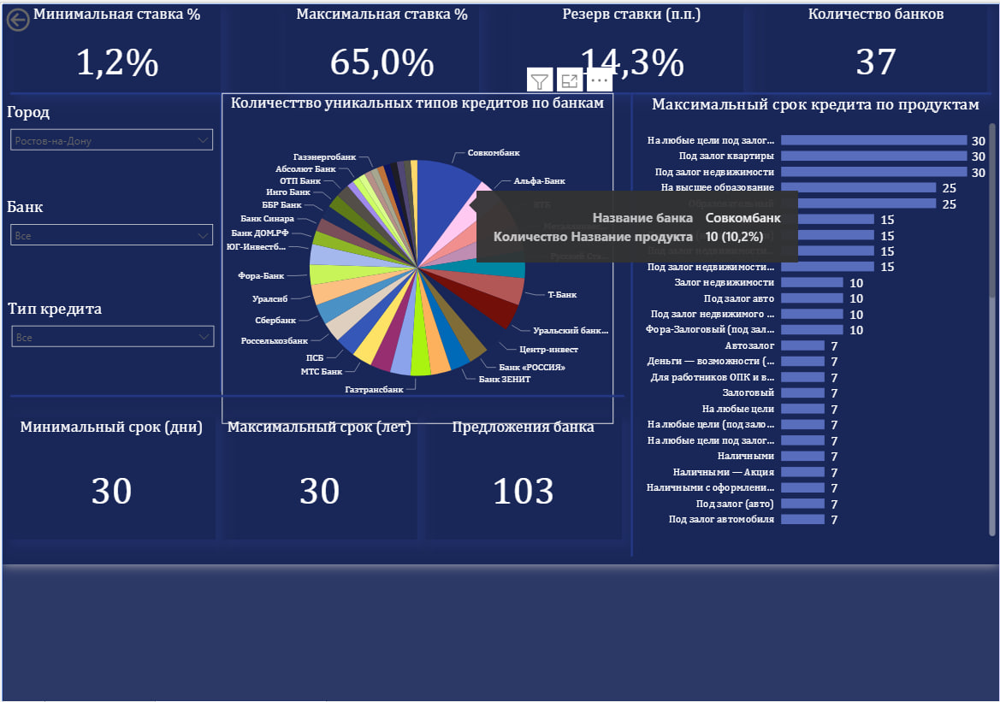 Минимальная ставка %
1,2%
Максимальная ставка %
65,0%
Резерв ставки (п.п.)
14,3%
Количество банков
37
Город
Ростов-на-Дону
Банк
Все
Тип кредита
Все
Количесттво уникальных типов кредитов по банкам
Совкомбанк
Альфа-Банк
ВТБ
Русский Ста...
Т-Банк
Уральский банк...
Центр-инвест
Банк «РОССИЯ»
Банк ЗЕНИТ
Газтрансбанк
МТС Банк
ПСБ
Россельхозбанк
Сбербанк
Уралсиб
Фора-Банк
ЮГ-Инвестб...
Банк ДОМ.РФ
Банк Синара
ББР Банк
Инго Банк
ОТП Банк
Абсолют Банк
Газэнергобанк
Название банка Совкомбанк
Количество Название продукта 10 (10,2%)
Максимальный срок кредита по продуктам
На любые цели под залог... 30
Под залог квартиры 30
Под залог недвижимости 30
На высшее образование 25
Образовательный 25
15
15
Под залог недвижимости... 15
Под залог недвижимости... 15
Залог недвижимости 10
Под залог авто 10
Под залог недвижимого ... 10
Фора-Залоговый (под зал... 10
Автозалог 7
Деньги — возможности (... 7
Для работников ОПК и в... 7
Залоговый 7
На любые цели 7
На любые цели (под зало... 7
На любые цели под залог... 7
Наличными 7
Наличными — Акция 7
Наличными с оформлени... 7
Под залог (авто) 7
Под залог автомобиля 7
Минимальный срок (дни)
30
Максимальный срок (лет)
30
Предложения банка
103